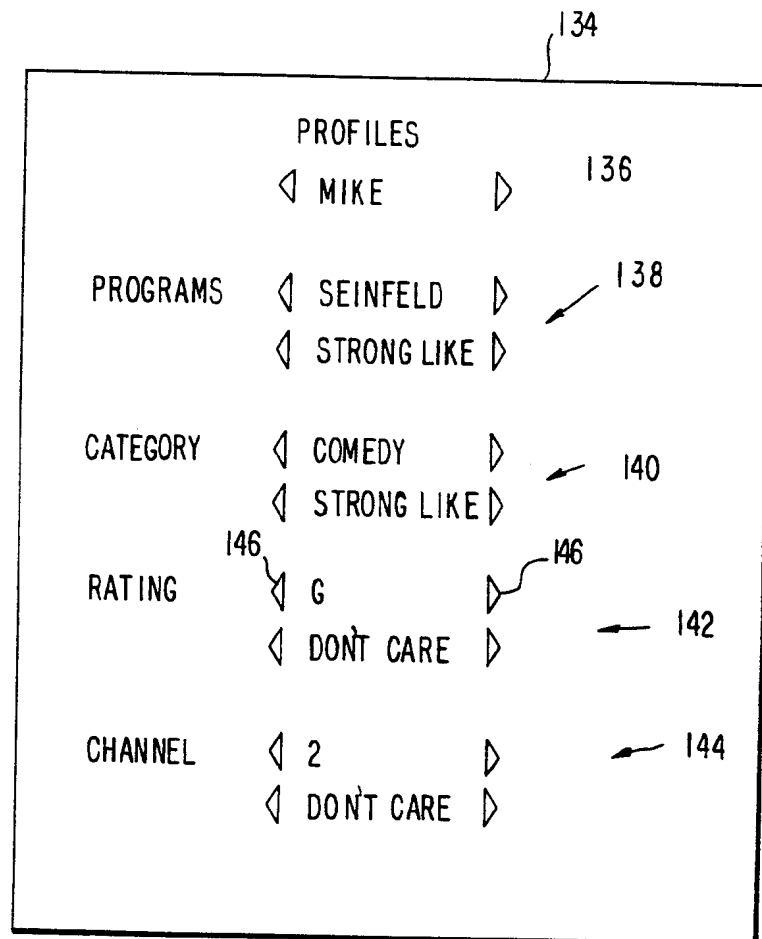 134
PROFILES
MIKE 136
PROGRAMS SEINFELD 138
STRONG LIKE
CATEGORY COMEDY 140
STRONG LIKE
146 146
RATING G
DON'T CARE 142
CHANNEL 2 144
DON'T CARE